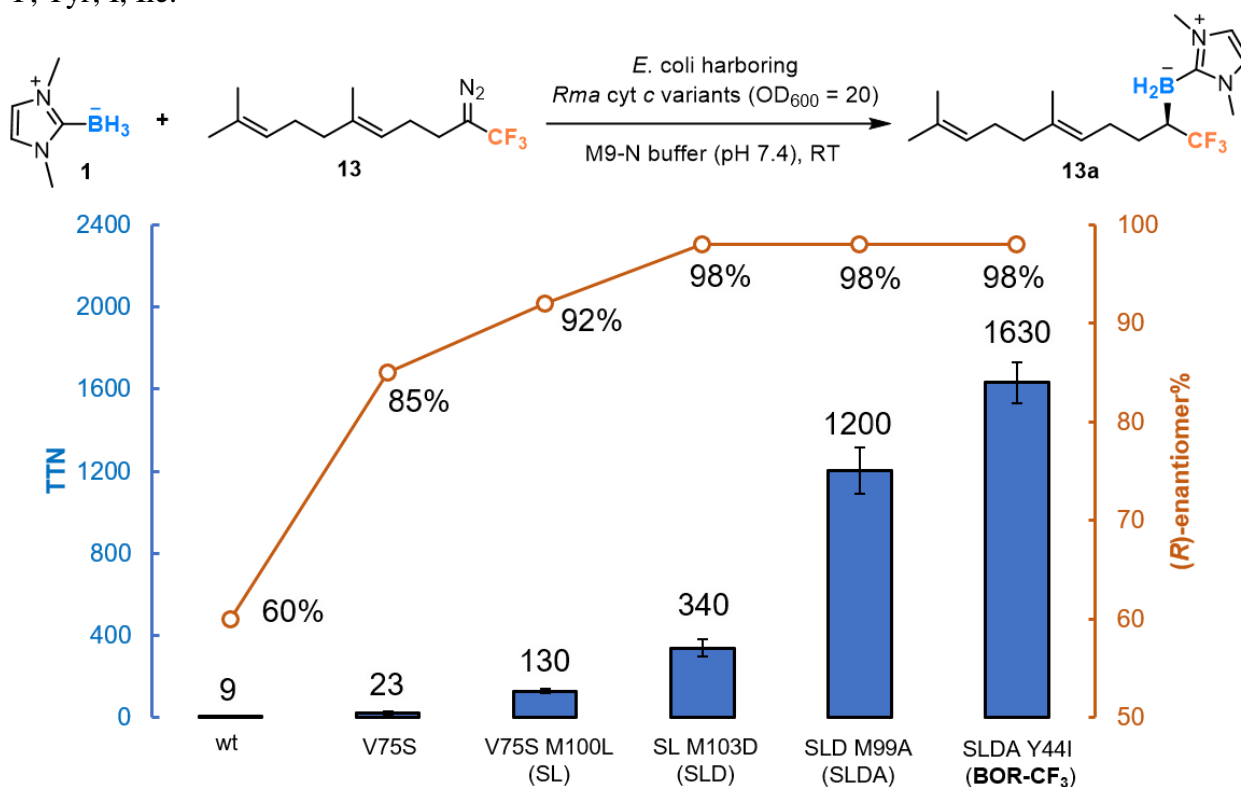 Tyr; I, Ile.
N
+
N
BH3
−
1
+
N2
CF3
13
E. coli harboring
Rma cyt c variants (OD600 = 20)
M9-N buffer (pH 7.4), RT
N
+
N
−
H2B
CF3
13a
TTN
2400
2000
1600
1200
800
400
0
60%
85%
92%
98%
98%
98%
9
23
130
340
1200
1630
100
90
80
70
60
50
(R)-enantiomer%
wt
V75S
V75S M100L
(SL)
SL M103D
(SLD)
SLD M99A
(SLDA)
SLDA Y44I
(BOR-CF3)